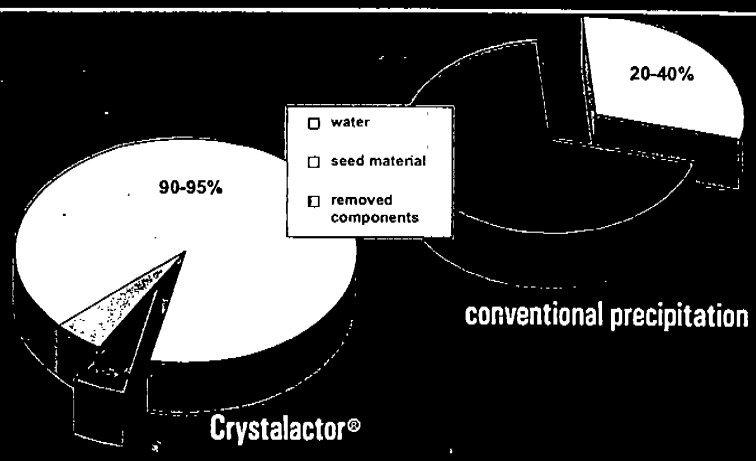 20-40%
water
seed material
removed
components
90-95%
conventional precipitation
Crystalactor®